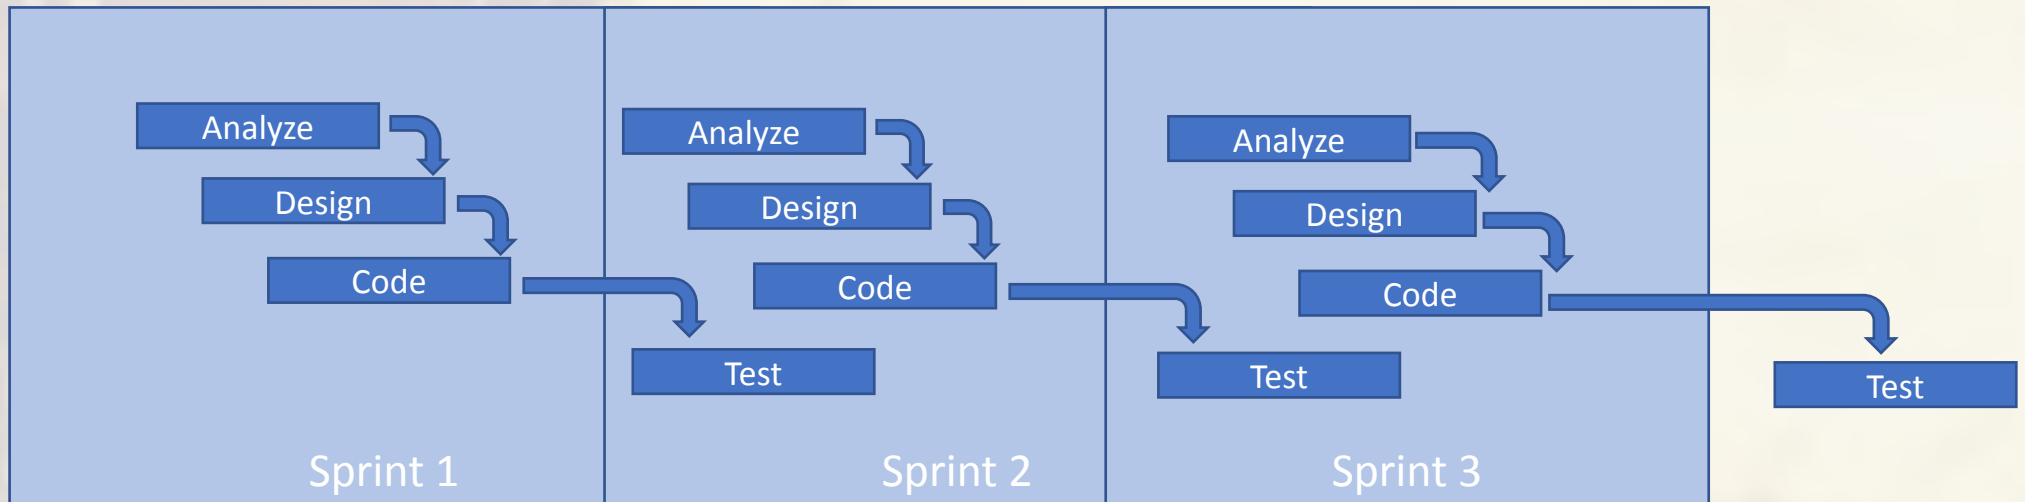 Analyze
Design
Code
Test
Sprint 1
Analyze
Design
Code
Test
Sprint 2
Analyze
Design
Code
Test
Sprint 3